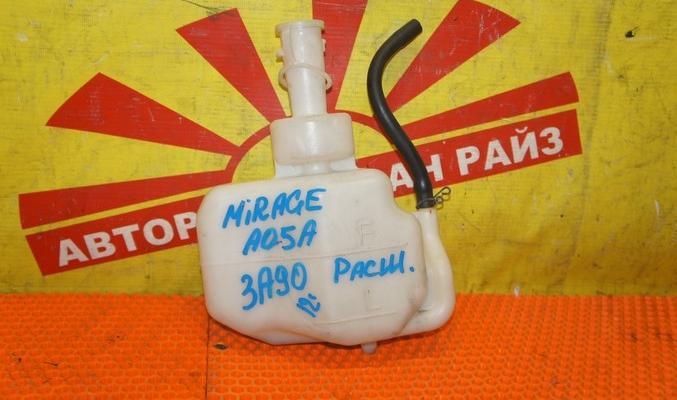 АВТОР АН РАЙЗ
MiRAGE
A05A
3A90 РАСШ.
F
L